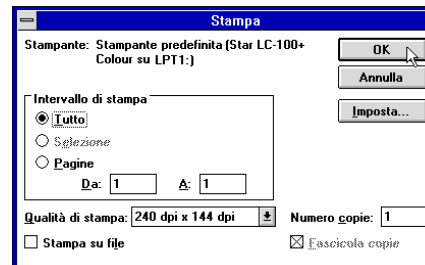 Stampa
Stampante: Stampante predefinita (Star LC-100+
Colour su LPT1:)
OK
Annulla
Imposta...
Intervallo di stampa
Tutto
Selezione
Pagine
Da: 1 A: 1
Qualità di stampa: 240 dpi x 144 dpi Numero copie: 1
Stampa su file Fascicola copie